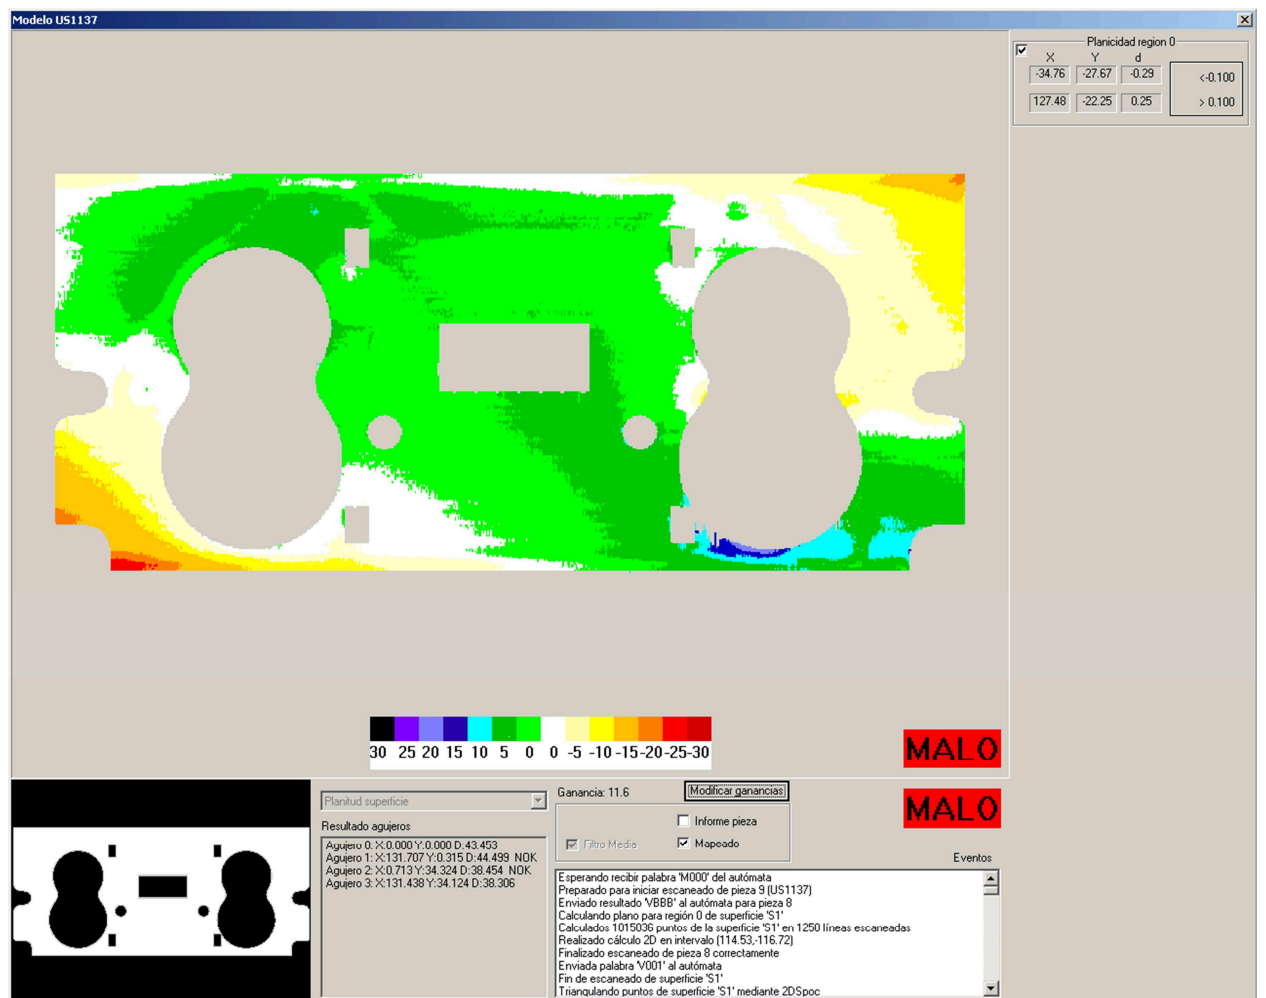 Modelo US1137
Planicidad region 0
X Y d
-34.76 -27.67 -0.29 <-0.100
127.48 -22.25 0.25 > 0.100
30 25 20 15 10 5 0 0 -5 -10 -15 -20 -25 -30
MALO
Planitud superficie
Resultado agujeros
Agujero 0: X:0.000 Y:0.000 D:43.453
Agujero 1: X:131.707 Y:0.315 D:44.499 NOK
Agujero 2: X:0.713 Y:34.324 D:38.454 NOK
Agujero 3: X:131.438 Y:34.124 D:38.306
Ganancia: 11.6
Modificar ganancias
Informe pieza
Filtro Media
Mapeado
MALO
Eventos
Esperando recibir palabra 'M000' del autómata
Preparado para iniciar escaneado de pieza 9 (US1137)
Enviado resultado 'VBBB' al autómata para pieza 8
Calculando plano para región 0 de superficie 'S1'
Calculados 1015036 puntos de la superficie 'S1' en 1250 líneas escaneadas
Realizado cálculo 2D en intervalo (114.53,-116.72)
Finalizado escaneado de pieza 8 correctamente
Enviada palabra 'V001' al autómata
Fin de escaneado de superficie 'S1'
Triangulando puntos de superficie 'S1' mediante 2DSpoc